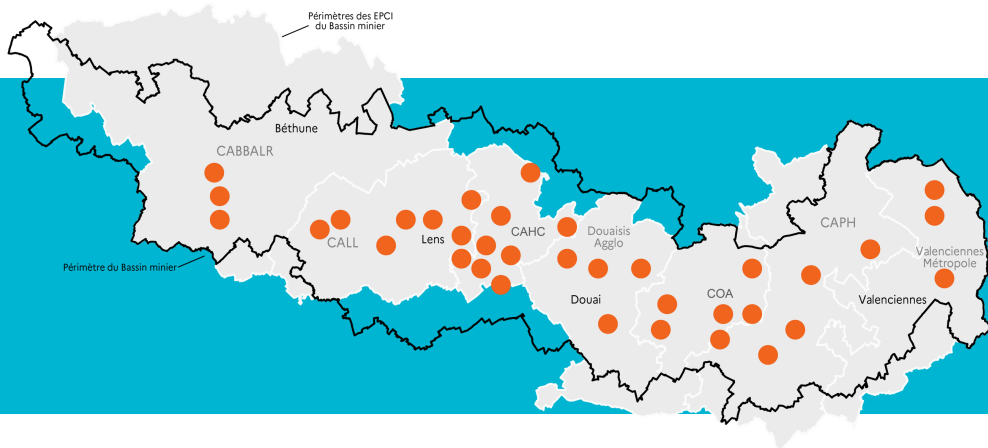 Périmètres des EPCI
du Bassin minier
Béthune
CABBALR
CALL
Lens
CAHC
Douaisis
Agglo
CAPH
Valenciennes
Métropole
Périmètre du Bassin minier
Douai
COA
Valenciennes